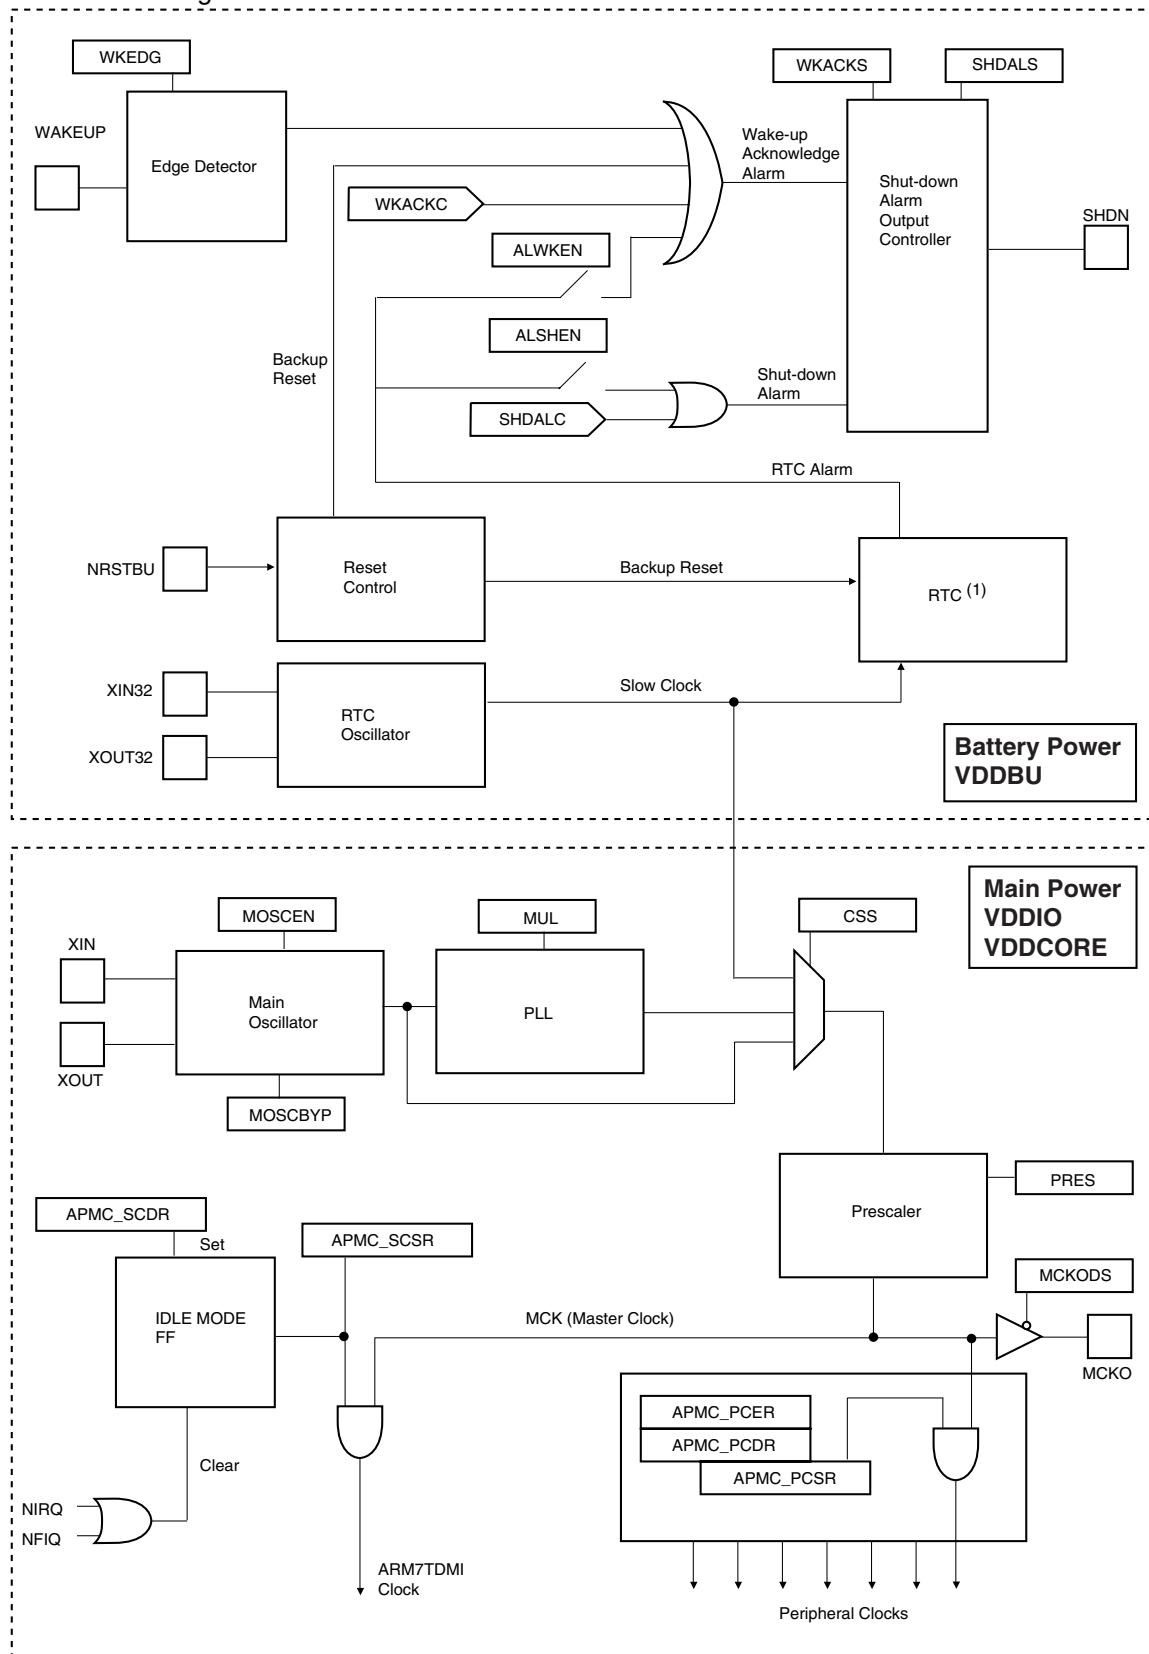 WKEDG
WKACKS
SHDALS
WAKEUP
Edge Detector
Wake-up
Acknowledge
Alarm
Shut-down
Alarm
Output
Controller
WKACKC
SHDN
ALWKEN
ALSHEN
Backup
Reset
Shut-down
Alarm
SHDALC
RTC Alarm
NRSTBU
Reset
Control
Backup Reset
RTC (1)
XIN32
Slow Clock
RTC
Oscillator
XOUT32
Battery Power
VDDBU
Main Power
VDDIO
VDDCORE
MOSCEN
MUL
CSS
XIN
Main
Oscillator
PLL
XOUT
MOSCBYP
PRES
Prescaler
APMC_SCDR
Set
APMC_SCSR
MCKODS
IDLE MODE
FF
MCK (Master Clock)
MCKO
APMC_PCER
APMC_PCDR
APMC_PCSR
Clear
NIRQ
NFIQ
ARM7TDMI
Clock
Peripheral Clocks